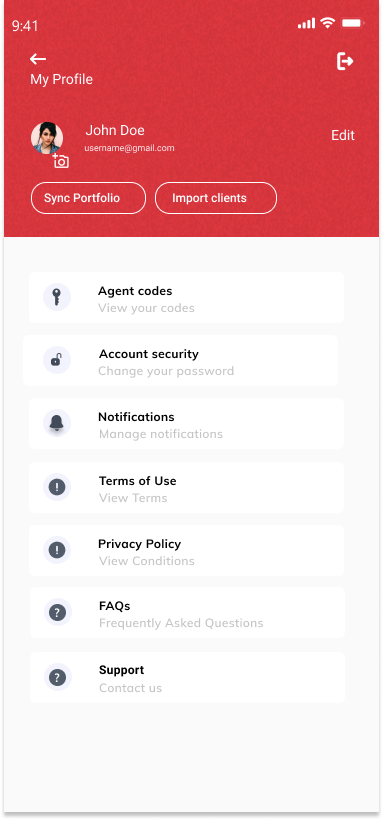 9:41
My Profile
John Doe
username@gmail.com
Edit
Sync Portfolio
Import clients
Agent codes
View your codes
Account security
Change your password
Notifications
Manage notifications
Terms of Use
View Terms
Privacy Policy
View Conditions
FAQs
Frequently Asked Questions
Support
Contact us